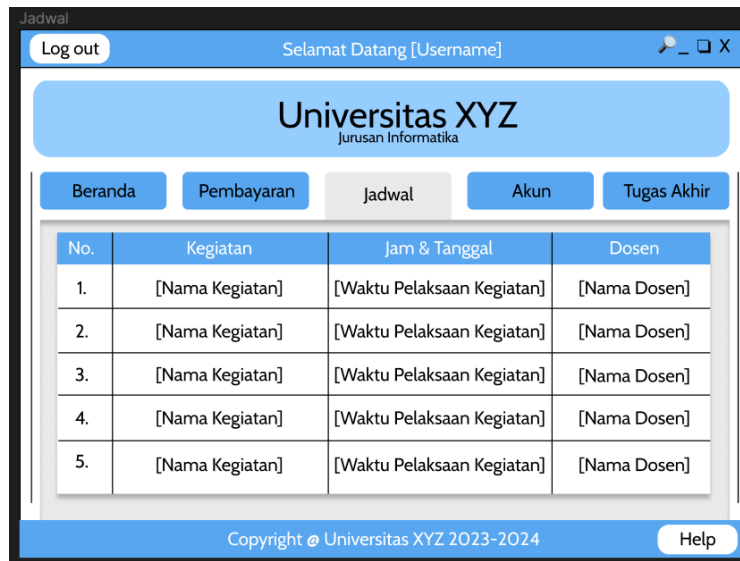 Jadwal
Log out
Selamat Datang [Username]
_ X
Universitas XYZ
Jurusan Informatika
Beranda
Pembayaran
Jadwal
Akun
Tugas Akhir
No. Kegiatan Jam & Tanggal Dosen
1. [Nama Kegiatan] [Waktu Pelaksaan Kegiatan] [Nama Dosen]
2. [Nama Kegiatan] [Waktu Pelaksaan Kegiatan] [Nama Dosen]
3. [Nama Kegiatan] [Waktu Pelaksaan Kegiatan] [Nama Dosen]
4. [Nama Kegiatan] [Waktu Pelaksaan Kegiatan] [Nama Dosen]
5. [Nama Kegiatan] [Waktu Pelaksaan Kegiatan] [Nama Dosen]
Copyright @ Universitas XYZ 2023-2024
Help